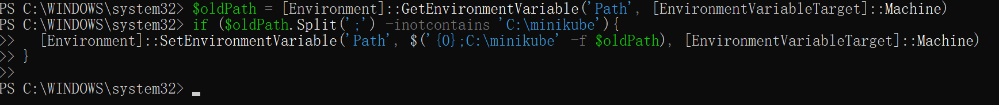 PS C:\WINDOWS\system32> $oldPath = [Environment]::GetEnvironmentVariable('Path', [EnvironmentVariableTarget]::Machine)
PS C:\WINDOWS\system32> if ($oldPath.Split(';') -inotcontains 'C:\minikube'){
>>   [Environment]::SetEnvironmentVariable('Path', $('{0};C:\minikube' -f $oldPath), [EnvironmentVariableTarget]::Machine)
>> }
>>
PS C:\WINDOWS\system32>